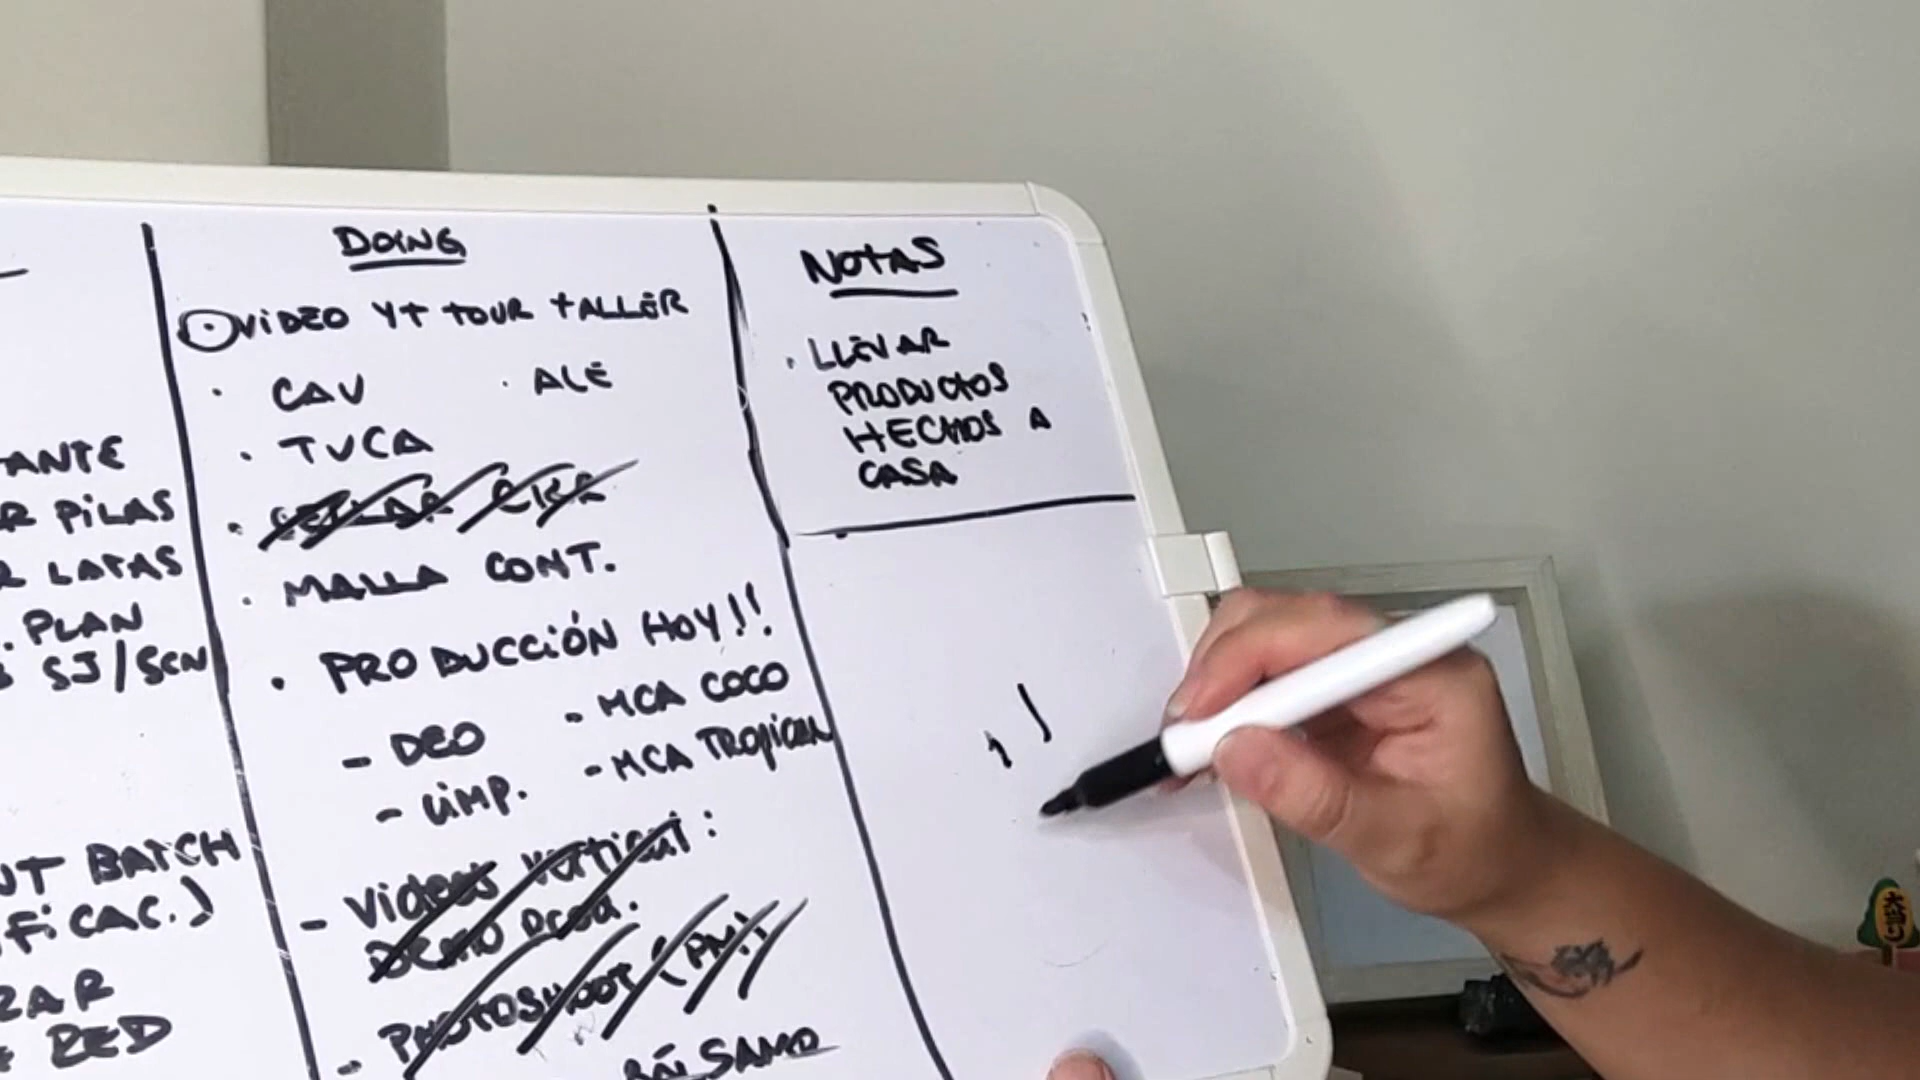 ANTE
R PILAS
R LATAS
. PLAN
S SJ/SCN
UT BATCH
FICAC.)
ZAR
RED
DOING
VIDEO YT TOUR TALLER
· CAV · ALE
· TUCA
· MALLA CONT.
· PRODUCCIÓN HOY!!
- DEO - MCA COCO
- LIMP. - MCA TROPICAL
- Videos vertical:
DEMO prod.
- PHOTOSHOOT (PM!)
BÁLSAMO
NOTAS
· LLEVAR
PRODUCTOS
HECHOS A
CASA